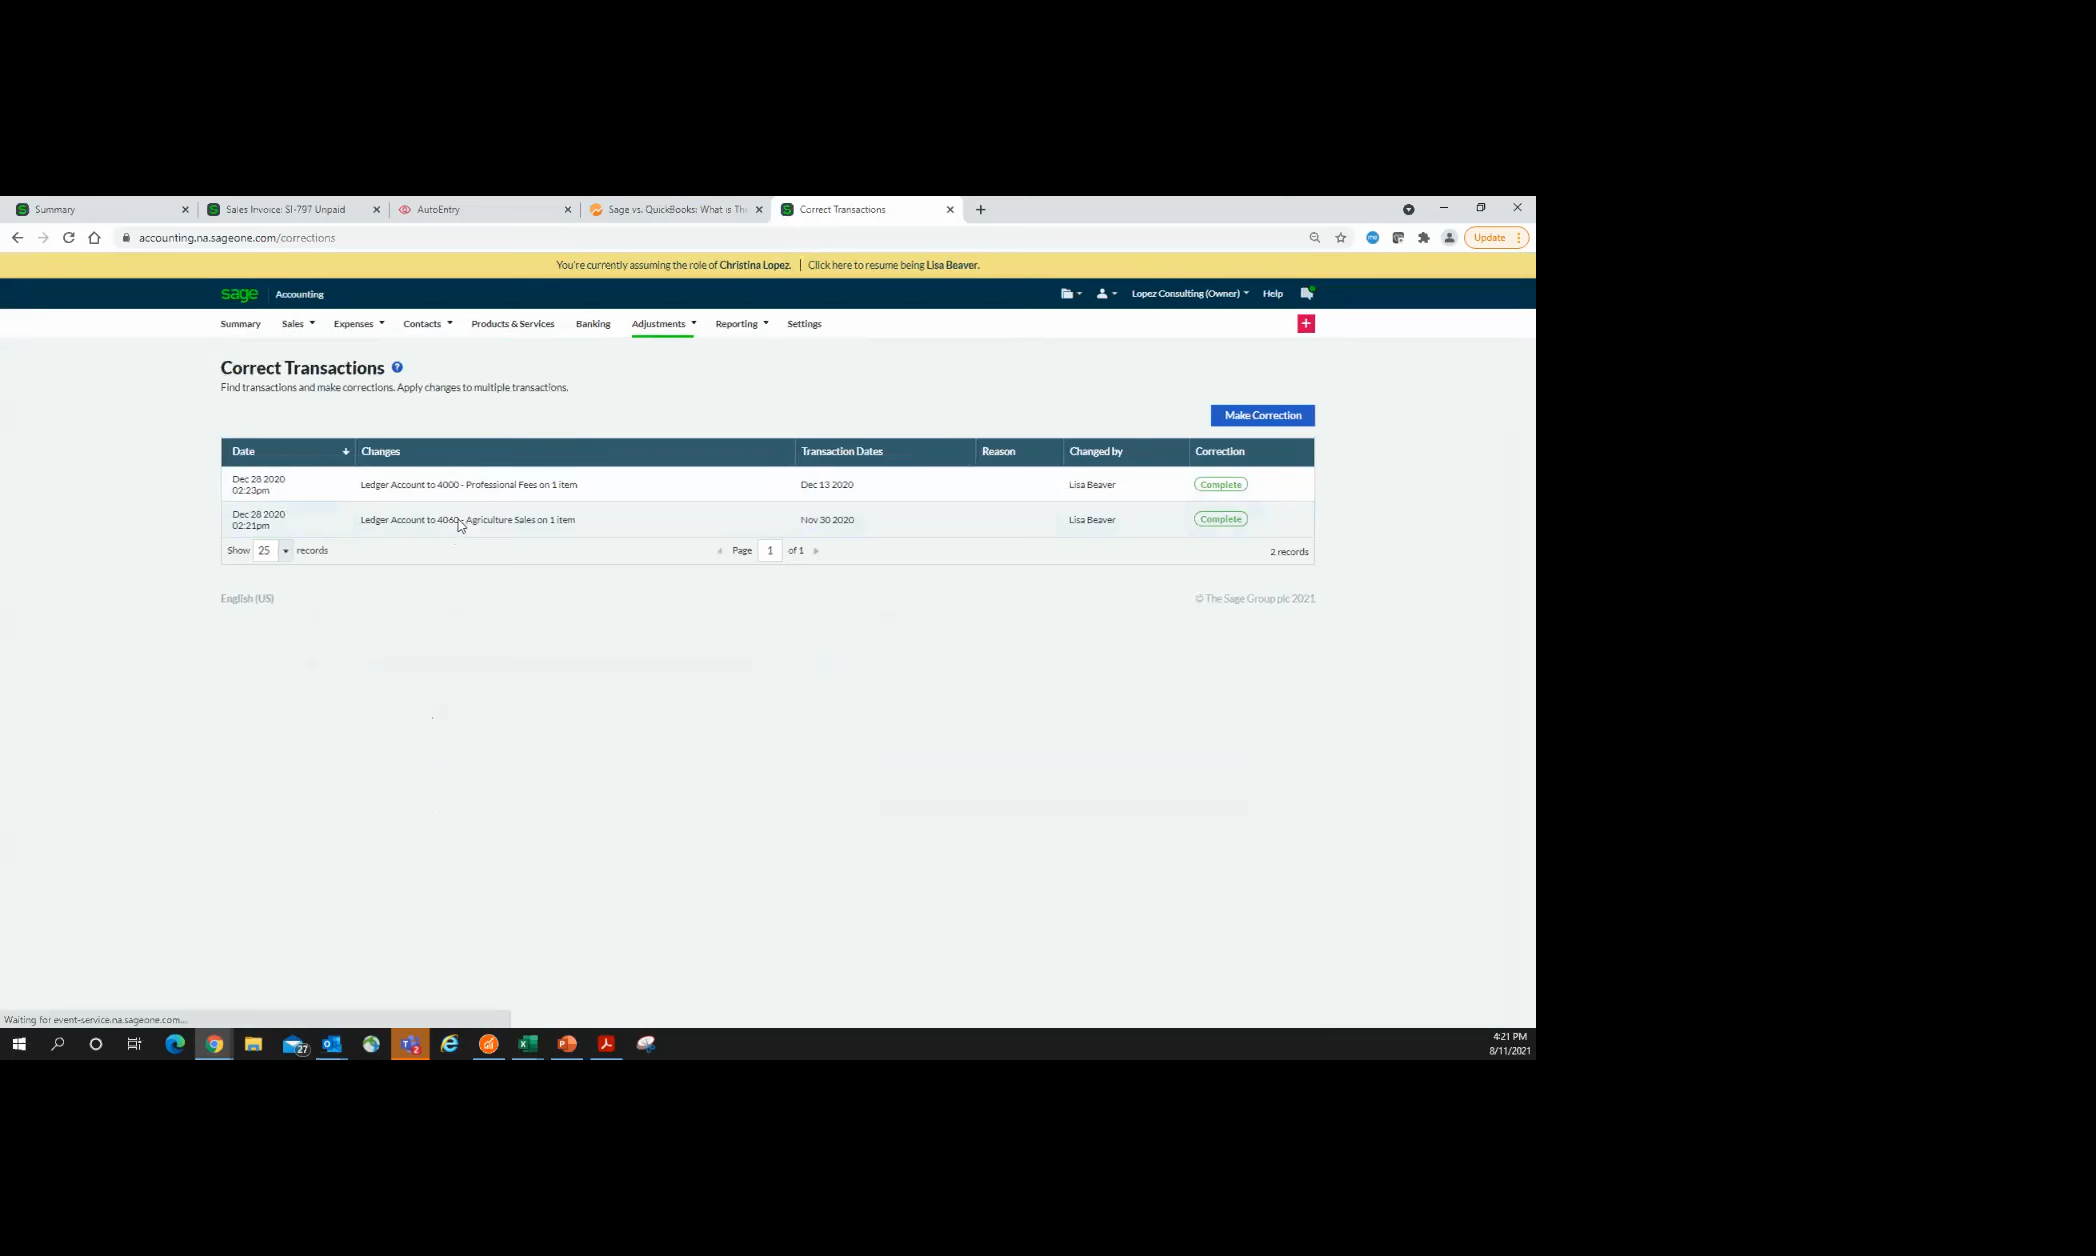 Summary
Sales Invoice: SI-797 Unpaid
AutoEntry
Sage vs. QuickBooks: What is Th
Correct Transactions
accounting.na.sageone.com/corrections
Update
You're currently assuming the role of Christina Lopez. | Click here to resume being Lisa Beaver.
sage Accounting
Lopez Consulting (Owner)
Help
Summary
Sales
Expenses
Contacts
Products & Services
Banking
Adjustments
Reporting
Settings
Correct Transactions
Find transactions and make corrections. Apply changes to multiple transactions.
Make Correction
Date Changes Transaction Dates Reason Changed by Correction
Dec 28 2020
02:23pm
Ledger Account to 4000 - Professional Fees on 1 item Dec 13 2020 Lisa Beaver Complete
Dec 28 2020
02:21pm
Ledger Account to 4060 - Agriculture Sales on 1 item Nov 30 2020 Lisa Beaver Complete
Show 25 records Page 1 of 1 2 records
English (US) © The Sage Group plc 2021
Waiting for event-service.na.sageone.com...
27
2
4:21 PM
8/11/2021